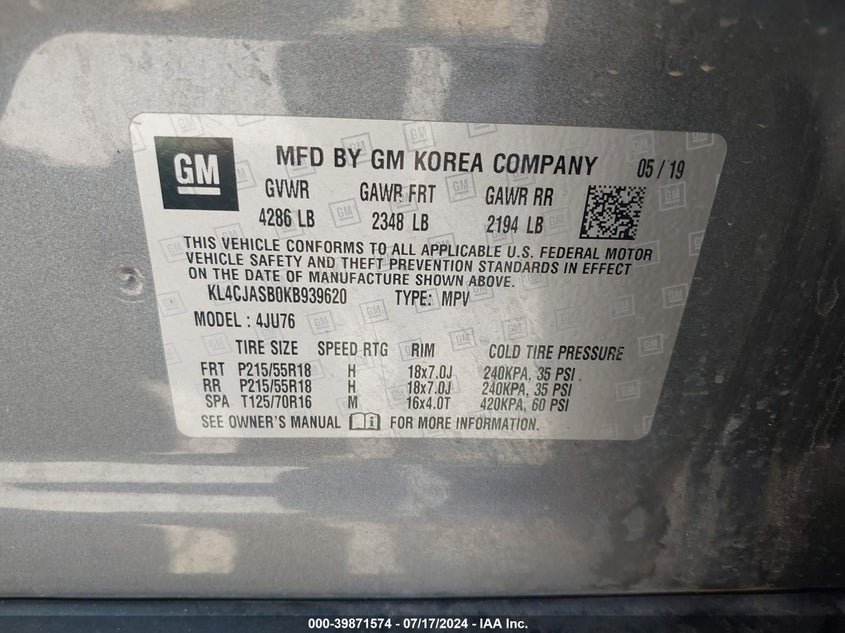 GM MFD BY GM KOREA COMPANY 05/19
GVWR GAWR FRT GAWR RR
4286 LB 2348 LB 2194 LB
THIS VEHICLE CONFORMS TO ALL APPLICABLE U.S. FEDERAL MOTOR
VEHICLE SAFETY AND THEFT PREVENTION STANDARDS IN EFFECT
ON THE DATE OF MANUFACTURE SHOWN ABOVE.
KL4CJASB0KB939620 TYPE: MPV
MODEL : 4JU76
TIRE SIZE SPEED RTG RIM COLD TIRE PRESSURE
FRT P215/55R18 H 18x7.0J 240KPA, 35 PSI
RR P215/55R18 H 18x7.0J 240KPA, 35 PSI
SPA T125/70R16 M 16x4.0T 420KPA, 60 PSI
SEE OWNER'S MANUAL i FOR MORE INFORMATION.
000-39871574 - 07/17/2024 - IAA Inc.